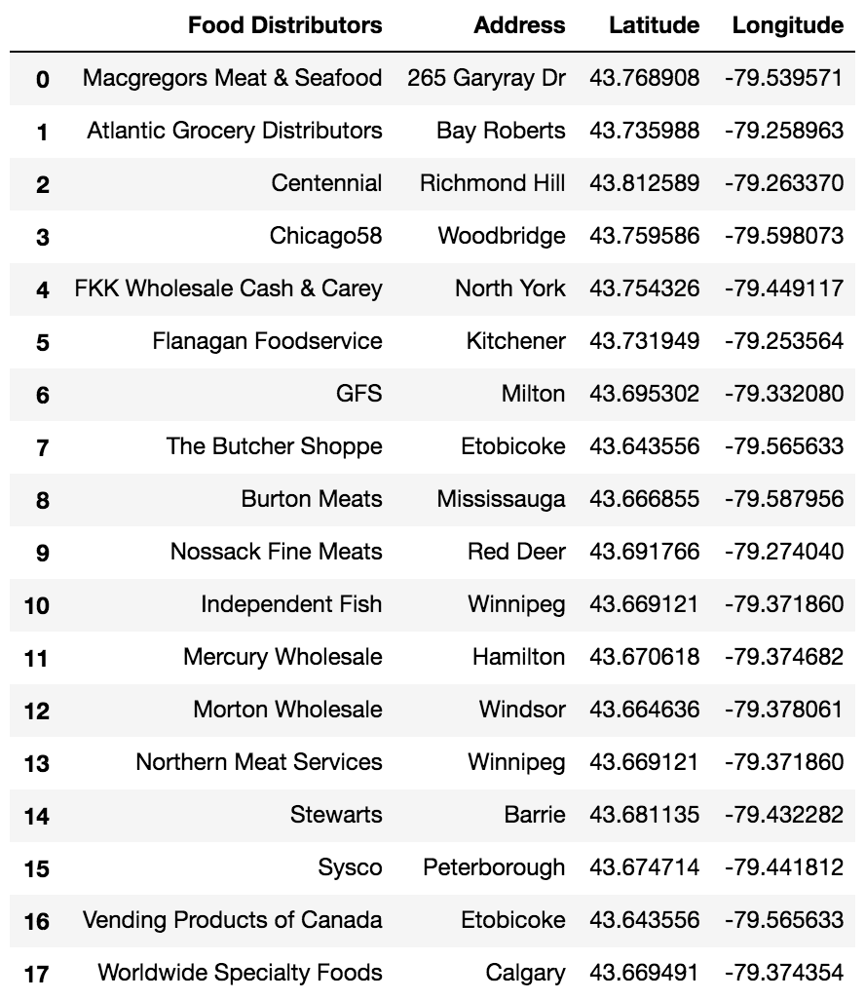 Food Distributors Address Latitude Longitude
0 Macgregors Meat & Seafood 265 Garyray Dr 43.768908 -79.539571
1 Atlantic Grocery Distributors Bay Roberts 43.735988 -79.258963
2 Centennial Richmond Hill 43.812589 -79.263370
3 Chicago58 Woodbridge 43.759586 -79.598073
4 FKK Wholesale Cash & Carey North York 43.754326 -79.449117
5 Flanagan Foodservice Kitchener 43.731949 -79.253564
6 GFS Milton 43.695302 -79.332080
7 The Butcher Shoppe Etobicoke 43.643556 -79.565633
8 Burton Meats Mississauga 43.666855 -79.587956
9 Nossack Fine Meats Red Deer 43.691766 -79.274040
10 Independent Fish Winnipeg 43.669121 -79.371860
11 Mercury Wholesale Hamilton 43.670618 -79.374682
12 Morton Wholesale Windsor 43.664636 -79.378061
13 Northern Meat Services Winnipeg 43.669121 -79.371860
14 Stewarts Barrie 43.681135 -79.432282
15 Sysco Peterborough 43.674714 -79.441812
16 Vending Products of Canada Etobicoke 43.643556 -79.565633
17 Worldwide Specialty Foods Calgary 43.669491 -79.374354